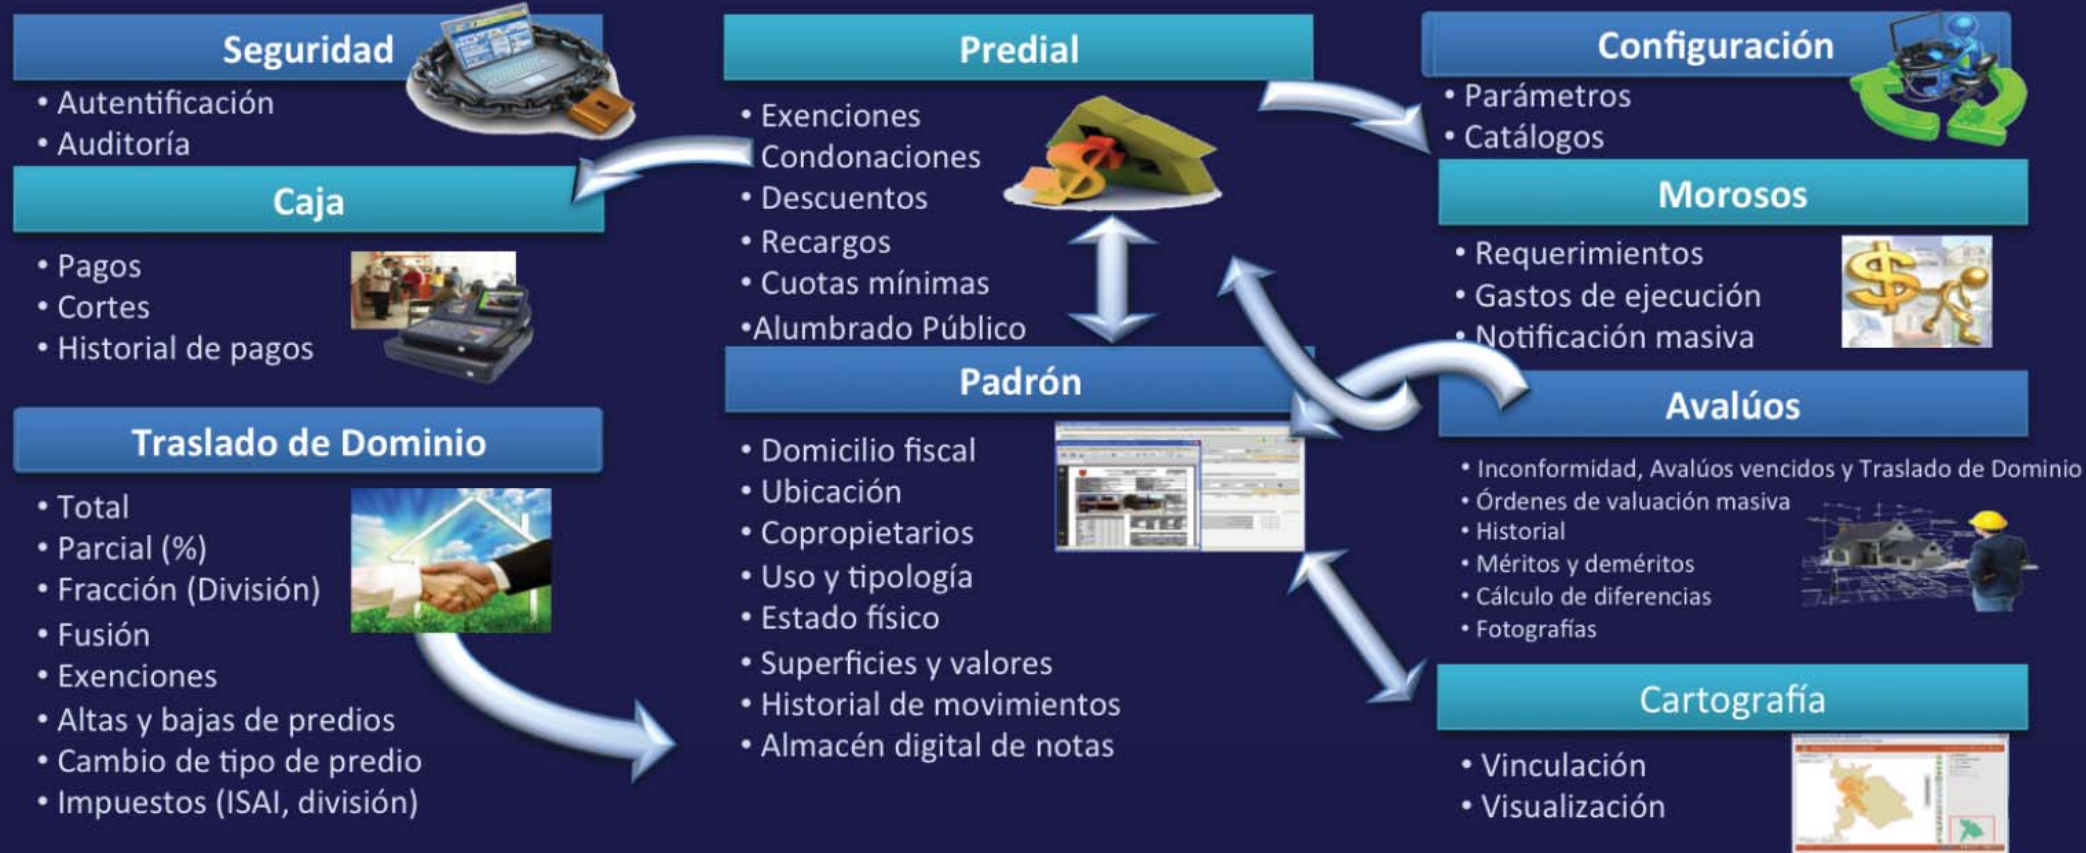 Seguridad
• Autentificación
• Auditoría
Caja
• Pagos
• Cortes
• Historial de pagos
Traslado de Dominio
• Total
• Parcial (%)
• Fracción (División)
• Fusión
• Exenciones
• Altas y bajas de predios
• Cambio de tipo de predio
• Impuestos (ISAI, división)
Predial
• Exenciones
Condonaciones
• Descuentos
• Recargos
• Cuotas mínimas
•Alumbrado Público
Padrón
• Domicilio fiscal
• Ubicación
• Copropietarios
• Uso y tipología
• Estado físico
• Superficies y valores
• Historial de movimientos
• Almacén digital de notas
Configuración
• Parámetros
• Catálogos
Morosos
• Requerimientos
• Gastos de ejecución
• Notificación masiva
Avalúos
• Inconformidad, Avalúos vencidos y Traslado de Dominio
• Órdenes de valuación masiva
• Historial
• Méritos y deméritos
• Cálculo de diferencias
• Fotografías
Cartografía
• Vinculación
• Visualización